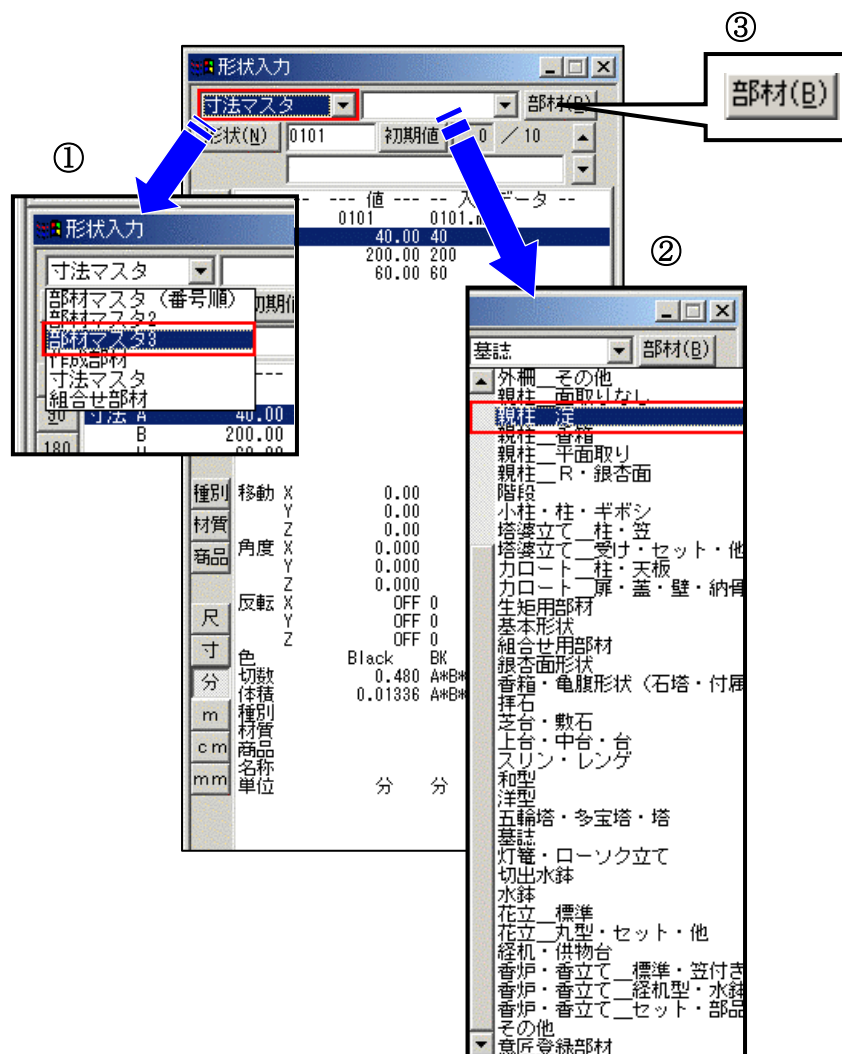 ③
部材(B)
形状入力
寸法マスタ
部材(B)
形状(N) 0101 初期値 0 / 10
--- 値 --- -- 入 データ --
0101 0101.m
40.00 40
200.00 200
60.00 60
①
形状入力
寸法マスタ
部材マスタ（番号順）
部材マスタ2
部材マスタ3
作成部材
寸法マスタ
組合せ部材
90 寸法 A 40.00
180 B 200.00
種別
材質
商品
尺
寸
分
m
cm
mm
移動 X 0.00
Y 0.00
Z 0.00
角度 X 0.000
Y 0.000
Z 0.000
反転 X OFF 0
Y OFF 0
Z OFF 0
色 Black BK
切数 0.480 A*B*
体積 0.01336 A*B*
種別
材質
商品
名称
単位 分 分
②
墓誌 部材(B)
外柵__その他
親柱__面取りなし
親柱__淀
親柱__香箱
親柱__平面取り
親柱__Ｒ・銀杏面
階段
小柱・柱・ギボシ
塔婆立て__柱・笠
塔婆立て__受け・セット・他
カロート__柱・天板
カロート__扉・蓋・壁・納骨
生矩用部材
基本形状
組合せ用部材
銀杏面形状
香箱・亀腹形状（石塔・付属
拝石
芝台・敷石
上台・中台・台
スリン・レンゲ
和型
洋型
五輪塔・多宝塔・塔
墓誌
灯篭・ローソク立て
切出水鉢
水鉢
花立__標準
花立__丸型・セット・他
経机・供物台
香炉・香立て__標準・笠付き
香炉・香立て__経机型・水鉢
香炉・香立て__セット・部品
その他
意匠登録部材